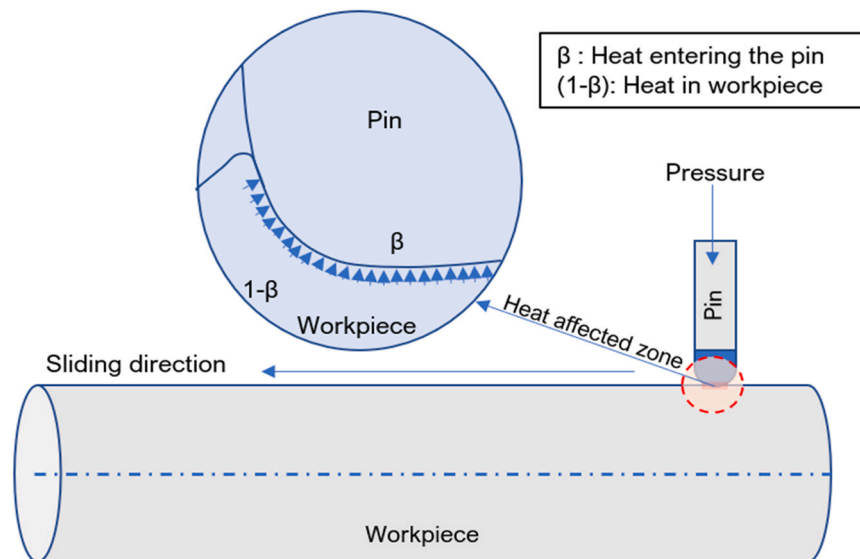 β : Heat entering the pin
(1-β): Heat in workpiece
Pin
Pressure
β
1-β
Workpiece
Heat affected zone
Pin
Sliding direction
Workpiece